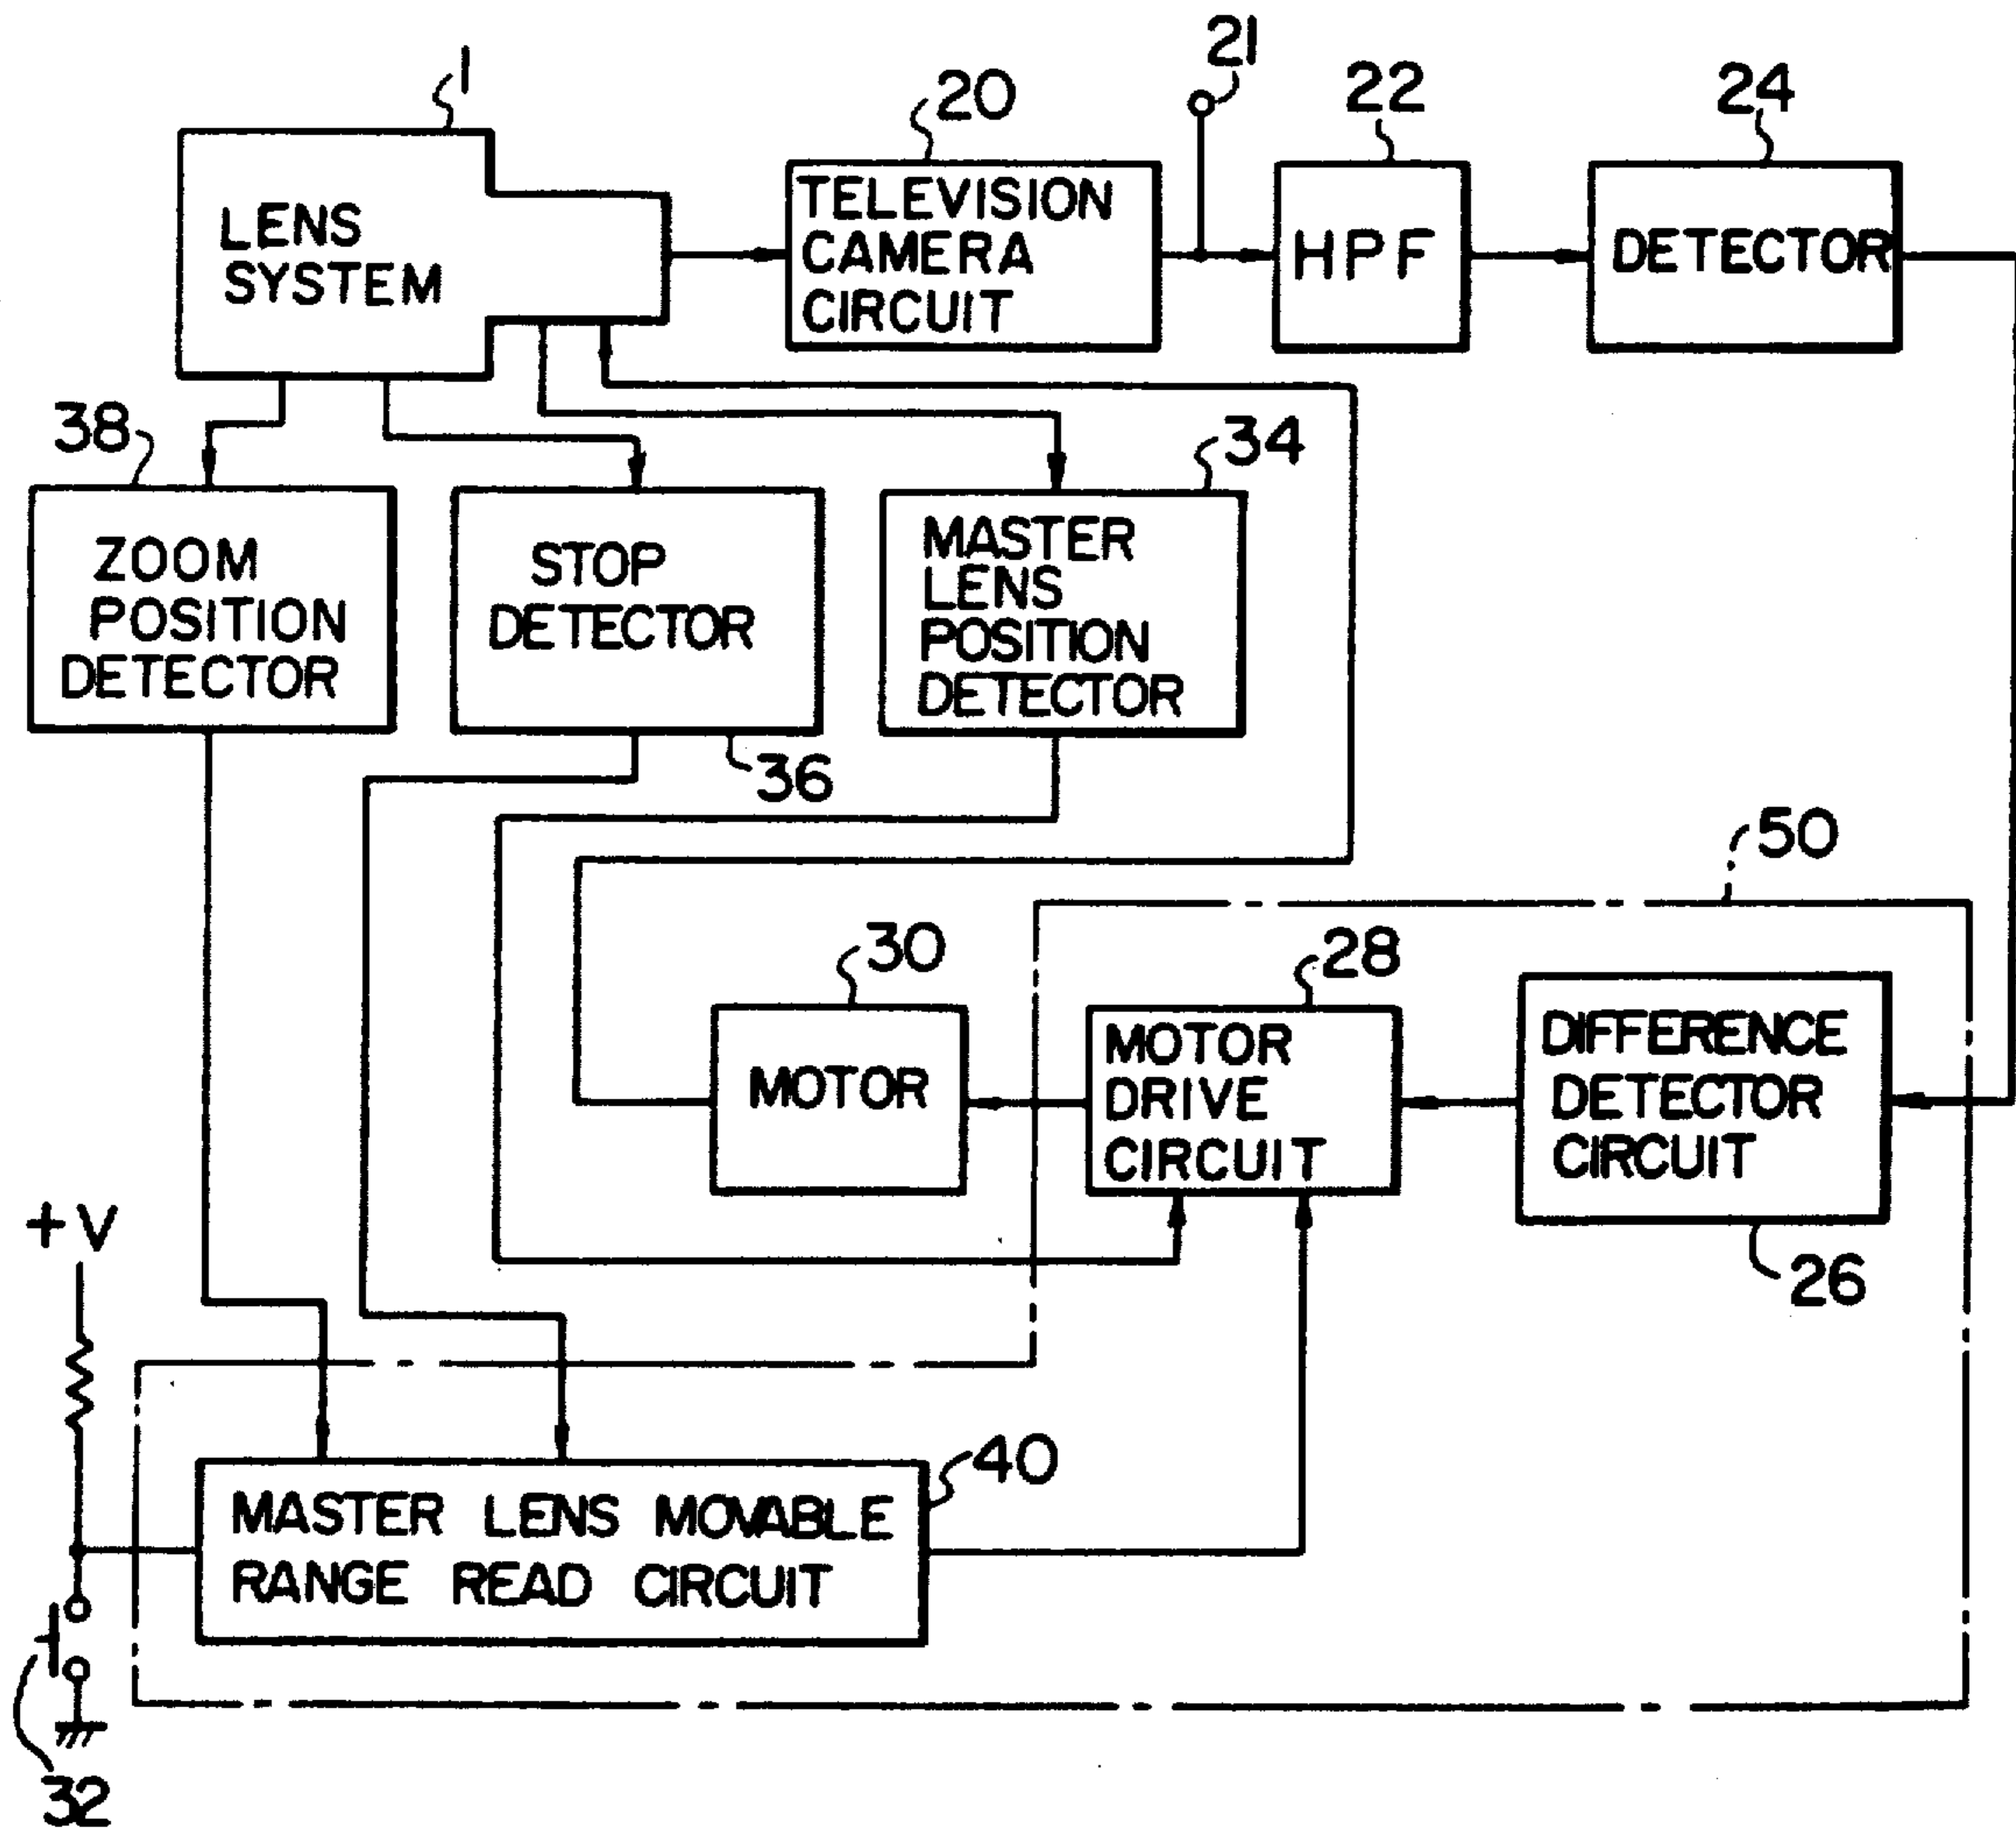 1
20
21
22
24
LENS
SYSTEM
TELEVISION
CAMERA
CIRCUIT
HPF
DETECTOR
38
34
ZOOM
POSITION
DETECTOR
STOP
DETECTOR
MASTER
LENS
POSITION
DETECTOR
36
50
30
28
MOTOR
MOTOR
DRIVE
CIRCUIT
DIFFERENCE
DETECTOR
CIRCUIT
26
+V
40
MASTER LENS MOVABLE
RANGE READ CIRCUIT
32